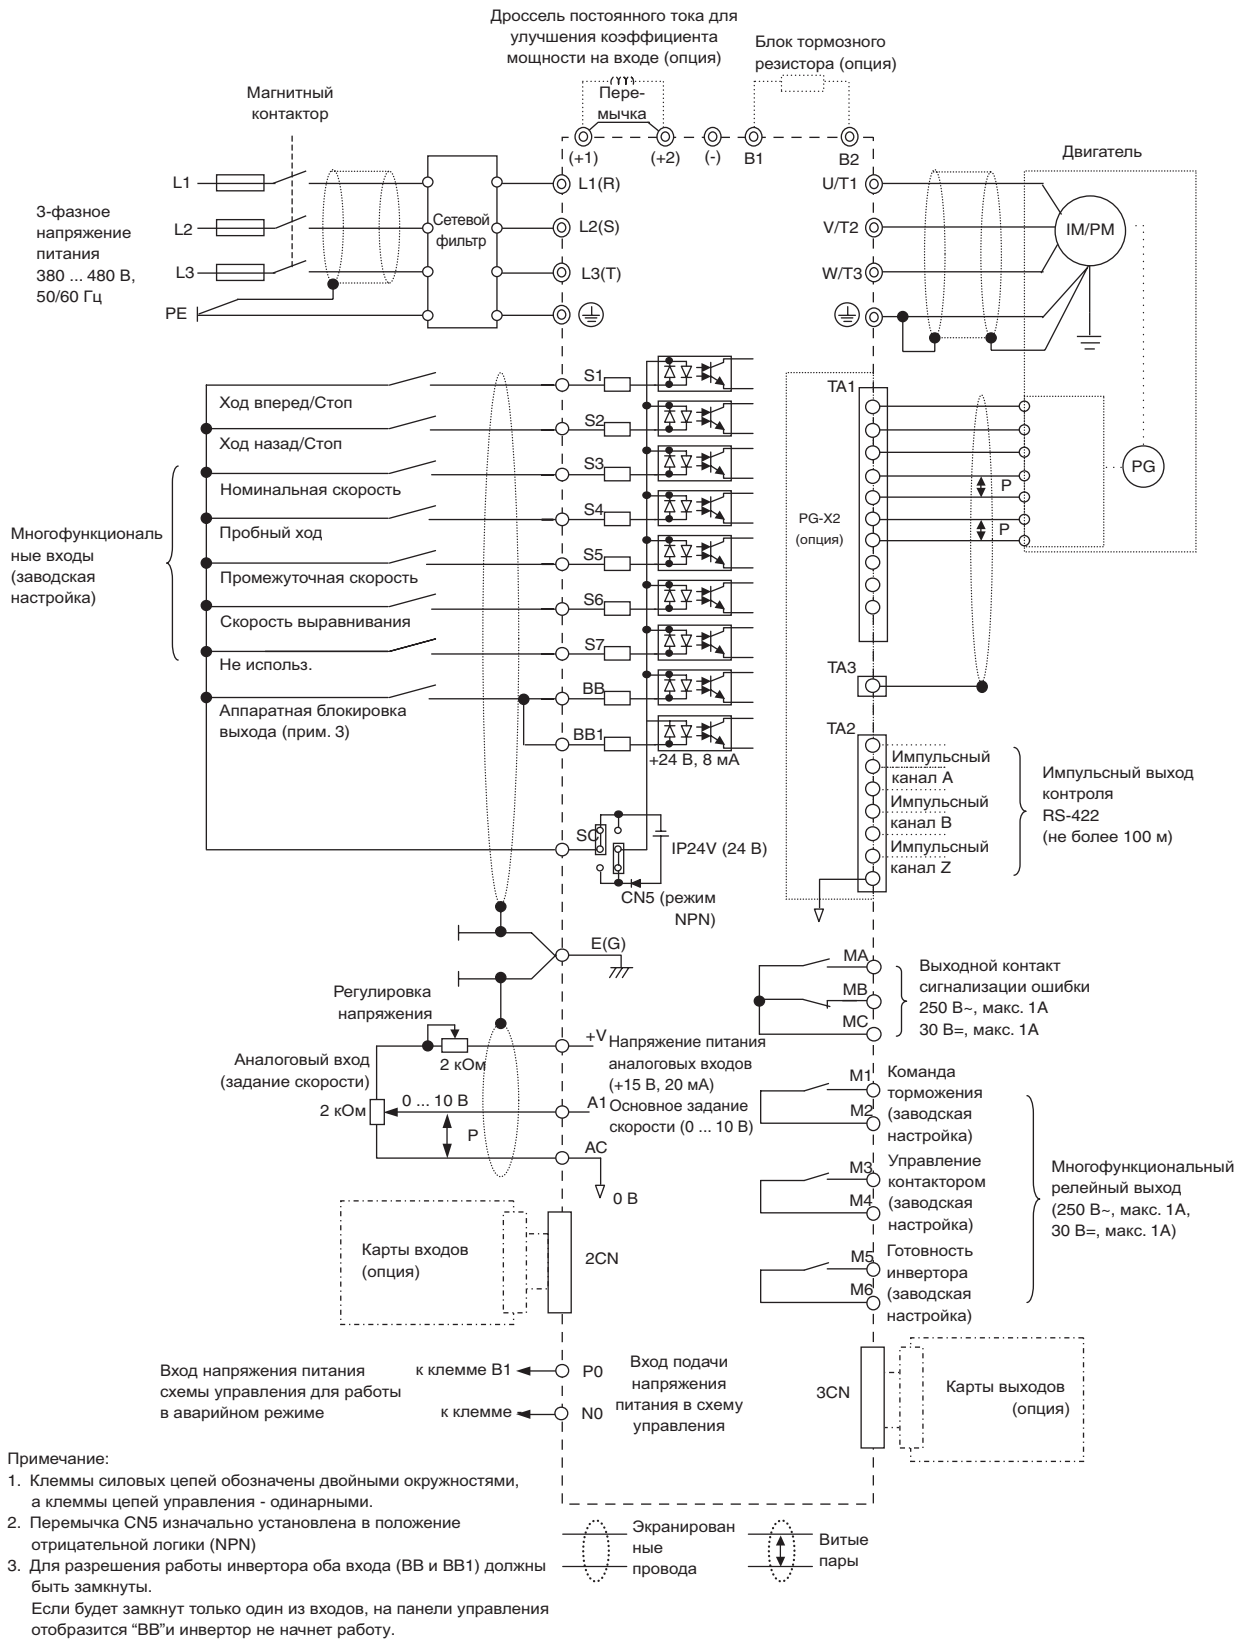 Дроссель постоянного тока для
улучшения коэффициента
мощности на входе (опция)
Блок тормозного
резистора (опция)
Пере-
мычка
Магнитный
контактор
(+1)
(+2)
(-)
B1
B2
Двигатель
L1
L1(R)
U/T1
3-фазное
напряжение
питания
380 ... 480 В,
50/60 Гц
L2
Сетевой
фильтр
L2(S)
V/T2
IM/PM
L3
L3(T)
W/T3
PE
S1
Ход вперед/Стоп
S2
Ход назад/Стоп
S3
Номинальная скорость
S4
Пробный ход
S5
Промежуточная скорость
S6
Скорость выравнивания
S7
Не использ.
BB
Аппаратная блокировка
выхода (прим. 3)
BB1
+24 В, 8 мА
Многофункциональ
ные входы
(заводская
настройка)
TA1
PG-X2
(опция)
P
P
PG
TA3
TA2
Импульсный
канал A
Импульсный
канал B
Импульсный
канал Z
Импульсный выход
контроля
RS-422
(не более 100 м)
SC
IP24V (24 В)
CN5 (режим
NPN)
E(G)
MA
MB
MC
Выходной контакт
сигнализации ошибки
250 В~, макс. 1А
30 В=, макс. 1А
Регулировка
напряжения
Аналоговый вход
(задание скорости)
2 кОм
2 кОм
0 ... 10 В
P
+V
Напряжение питания
аналоговых входов
(+15 В, 20 мА)
A1
Основное задание
скорости (0 ... 10 В)
AC
0 В
M1
M2
Команда
торможения
(заводская
настройка)
M3
M4
Управление
контактором
(заводская
настройка)
M5
M6
Готовность
инвертора
(заводская
настройка)
Многофункциональный
релейный выход
(250 В~, макс. 1А,
30 В=, макс. 1А)
Карты входов
(опция)
2CN
Вход напряжения питания
схемы управления для работы
в аварийном режиме
к клемме B1
P0
к клемме
N0
Вход подачи
напряжения
питания в схему
управления
3CN
Карты выходов
(опция)
Примечание:
1. Клеммы силовых цепей обозначены двойными окружностями,
а клеммы цепей управления - одинарными.
2. Перемычка CN5 изначально установлена в положение
отрицательной логики (NPN)
3. Для разрешения работы инвертора оба входа (BB и BB1) должны
быть замкнуты.
Если будет замкнут только один из входов, на панели управления
отобразится “BB”и инвертор не начнет работу.
Экранирован
ные
провода
Витые
пары